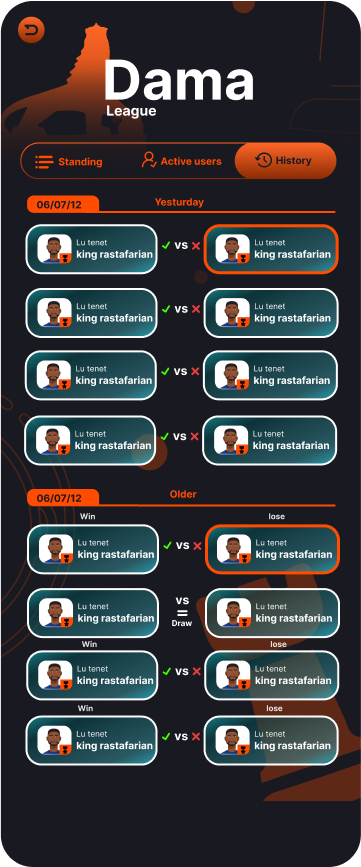 Dama
League
Standing
Active users
History
06/07/12
Yesturday
Lu tenet
king rastafarian
vs
Lu tenet
king rastafarian
Lu tenet
king rastafarian
vs
Lu tenet
king rastafarian
Lu tenet
king rastafarian
vs
Lu tenet
king rastafarian
Lu tenet
king rastafarian
vs
Lu tenet
king rastafarian
06/07/12
Older
Win
lose
Lu tenet
king rastafarian
vs
Lu tenet
king rastafarian
Lu tenet
king rastafarian
vs
=
Draw
Lu tenet
king rastafarian
Win
lose
Lu tenet
king rastafarian
vs
Lu tenet
king rastafarian
Win
lose
Lu tenet
king rastafarian
vs
Lu tenet
king rastafarian